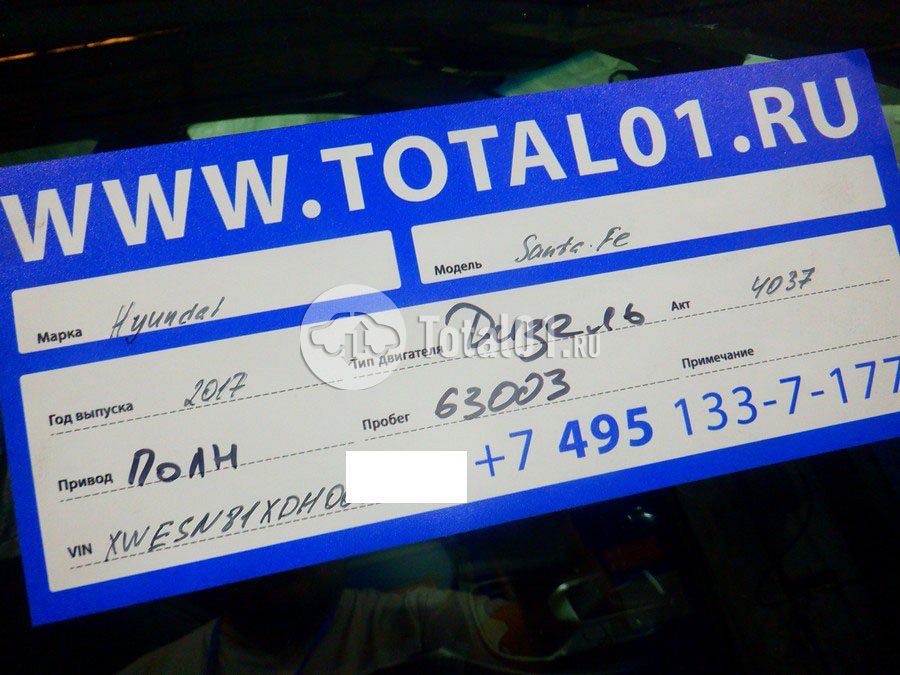 WWW.TOTAL01.RU
Марка Hyundai Модель Santa.Fe
Год выпуска 2017 Тип двигателя Дизель Акт 4037
Привод ПОЛН Пробег 63003 Примечание
VIN XWESN81XDH00 +7 495 133-7-177
Total01.RU